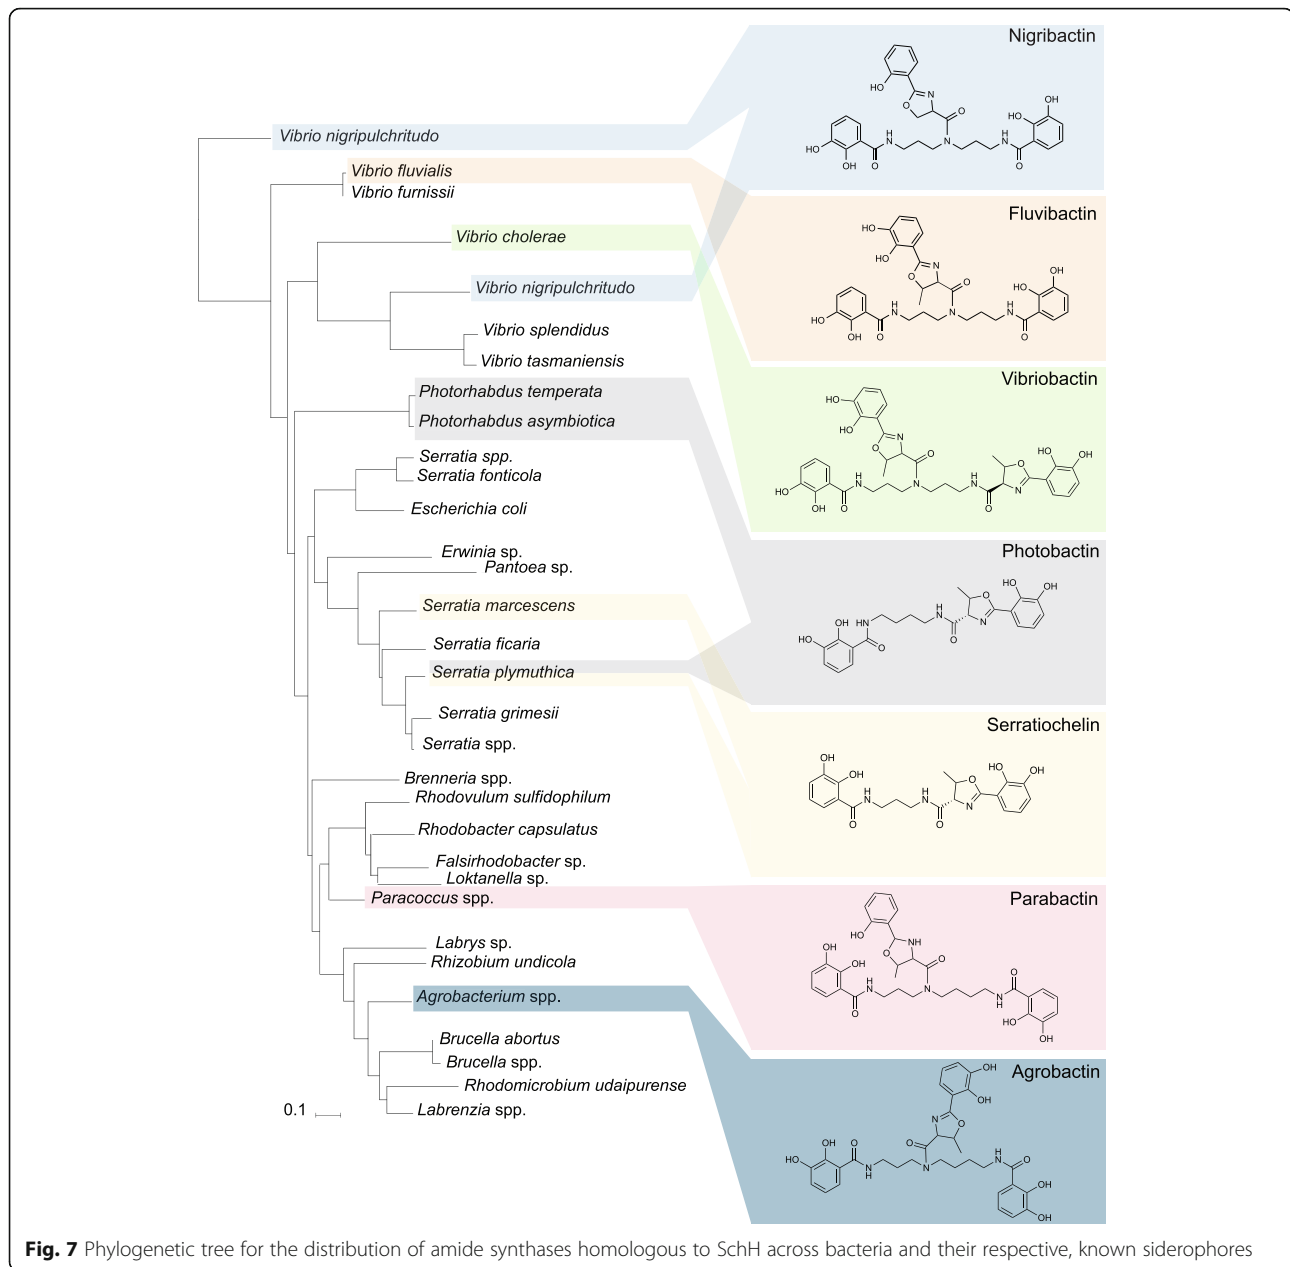 Nigribactin
Vibrio nigripulchritudo
Vibrio fluvialis
Vibrio furnissii
Fluvibactin
Vibrio cholerae
Vibrio nigripulchritudo
Vibrio splendidus
Vibrio tasmaniensis
Vibriobactin
Photorhabdus temperata
Photorhabdus asymbiotica
Serratia spp.
Serratia fonticola
Escherichia coli
Erwinia sp.
Pantoea sp.
Photobactin
Serratia marcescens
Serratia ficaria
Serratia plymuthica
Serratia grimesii
Serratia spp.
Serratiochelin
Brenneria spp.
Rhodovulum sulfidophilum
Rhodobacter capsulatus
Falsirhodobacter sp.
Loktanella sp.
Paracoccus spp.
Parabactin
Labrys sp.
Rhizobium undicola
Agrobacterium spp.
Brucella abortus
Brucella spp.
Rhodomicrobium udaipurense
Labrenzia spp.
Agrobactin
0.1
Fig. 7 Phylogenetic tree for the distribution of amide synthases homologous to SchH across bacteria and their respective, known siderophores